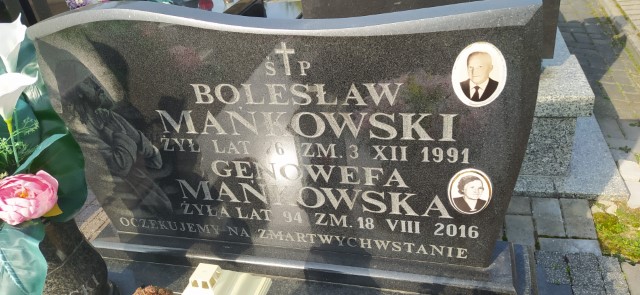 Ś P
BOLESŁAW
MAŃKOWSKI
ŻYŁ LAT 76 ZM. 3 XII 1991
GENOWEFA
MAŃKOWSKA
ŻYŁA LAT 94 ZM. 18 VIII 2016
OCZEKUJEMY NA ZMARTWYCHWSTANIE